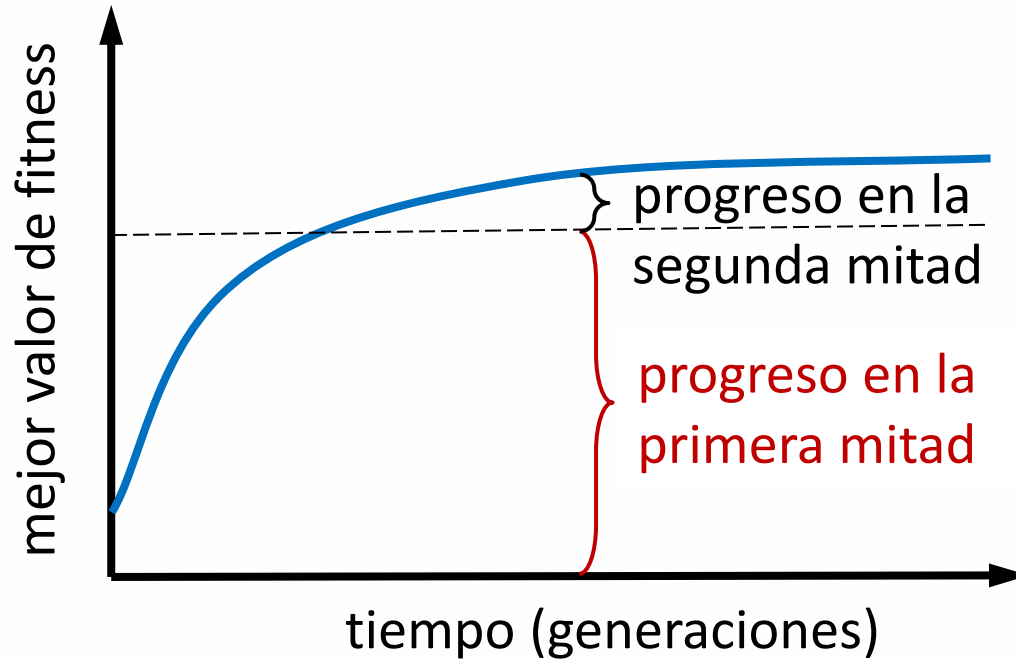 mejor valor de fitness
progreso en la
segunda mitad
progreso en la
primera mitad
tiempo (generaciones)